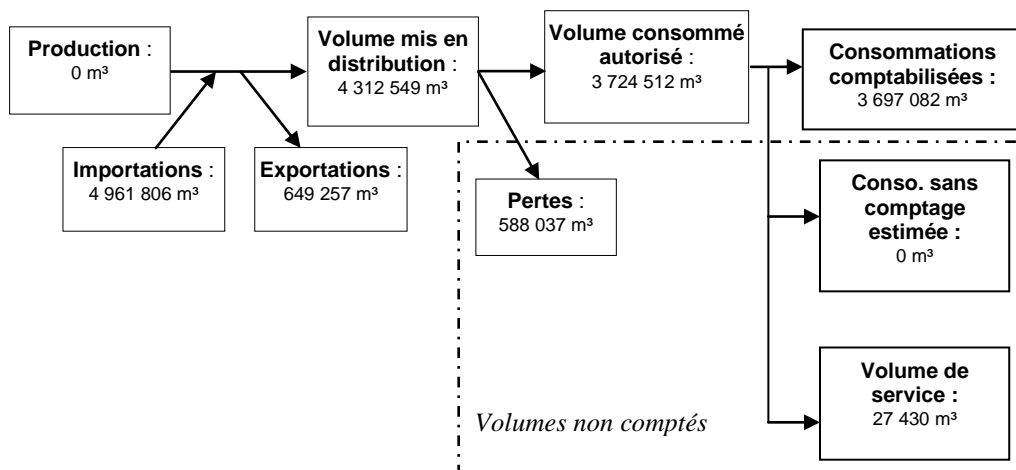 Production :
0 m³
Volume mis en
distribution :
4 312 549 m³
Volume consommé
autorisé :
3 724 512 m³
Consommations
comptabilisées :
3 697 082 m³
Importations :
4 961 806 m³
Exportations :
649 257 m³
Pertes :
588 037 m³
Conso. sans
comptage
estimée :
0 m³
Volume de
service :
27 430 m³
Volumes non comptés